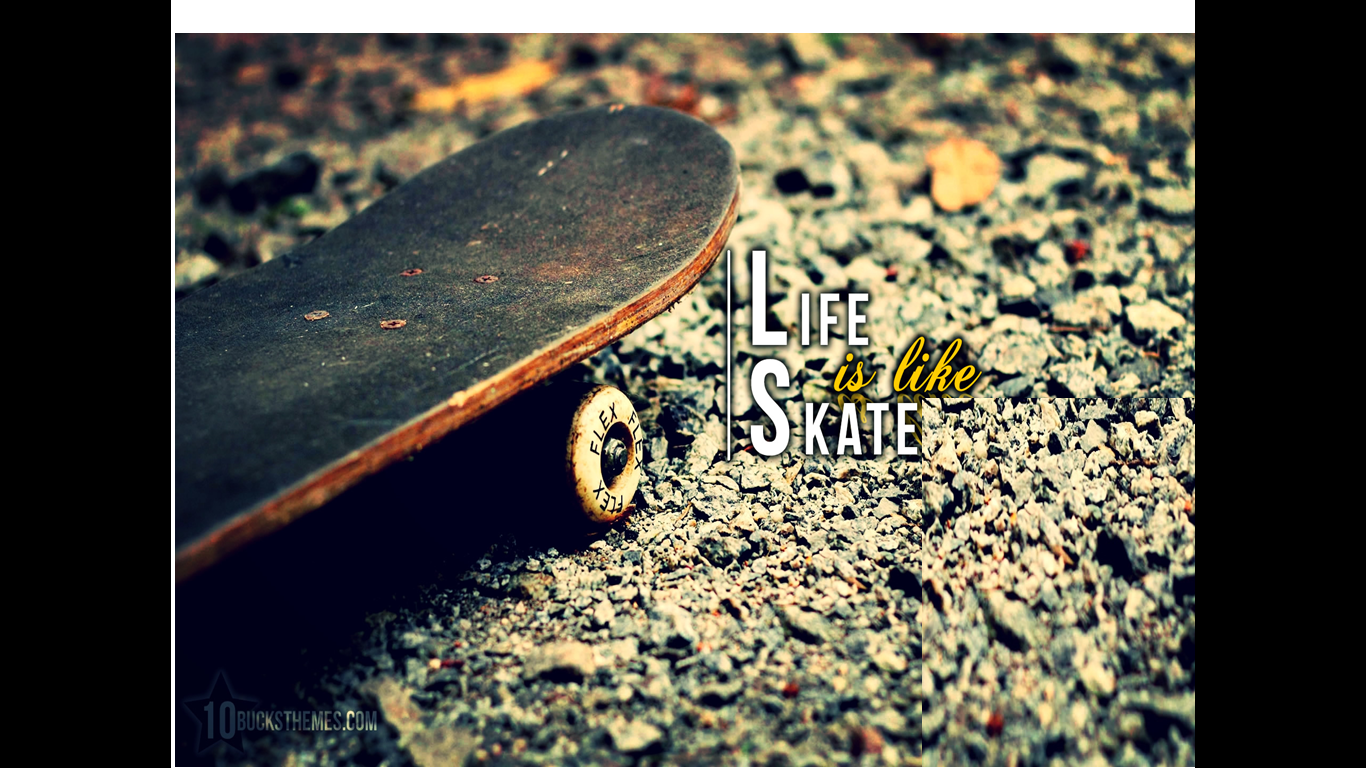 LIFE
is like
SKATE
FLEX FLEX
FLEX
10BUCKSTHEMES.COM